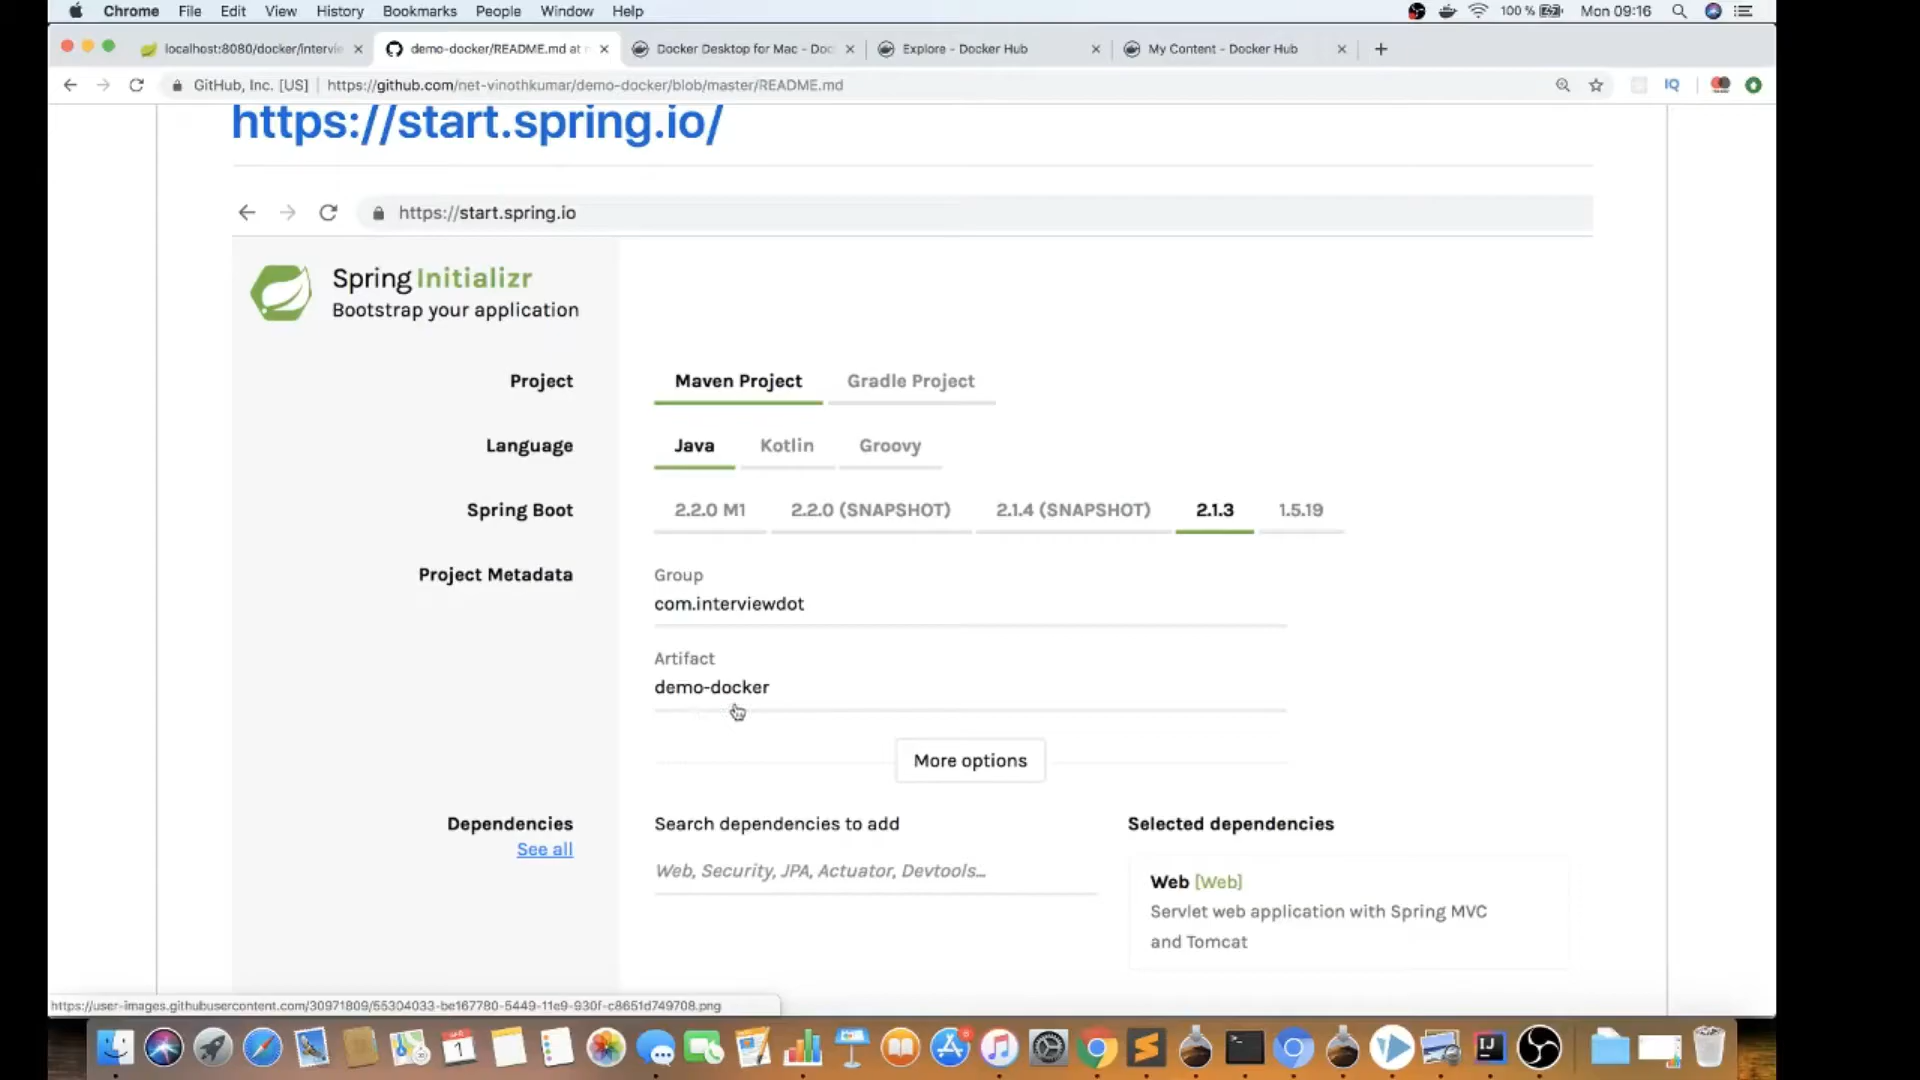 Chrome File Edit View History Bookmarks People Window Help 100 % Mon 09:16
localhost:8080/docker/intervie demo-docker/README.md at Docker Desktop for Mac - Doc Explore - Docker Hub My Content - Docker Hub
GitHub, Inc. [US] | https://github.com/net-vinothkumar/demo-docker/blob/master/README.md IQ
https://start.spring.io/
https://start.spring.io
Spring Initializr
Bootstrap your application
Project Maven Project Gradle Project
Language Java Kotlin Groovy
Spring Boot 2.2.0 M1 2.2.0 (SNAPSHOT) 2.1.4 (SNAPSHOT) 2.1.3 1.5.19
Project Metadata Group
com.interviewdot
Artifact
demo-docker
More options
Dependencies Search dependencies to add Selected dependencies
See all
Web, Security, JPA, Actuator, Devtools...
Web [Web]
Servlet web application with Spring MVC
and Tomcat
https://user-images.githubusercontent.com/30971809/55304033-be167780-5449-11e9-930f-c8651d749708.png
1
IJ